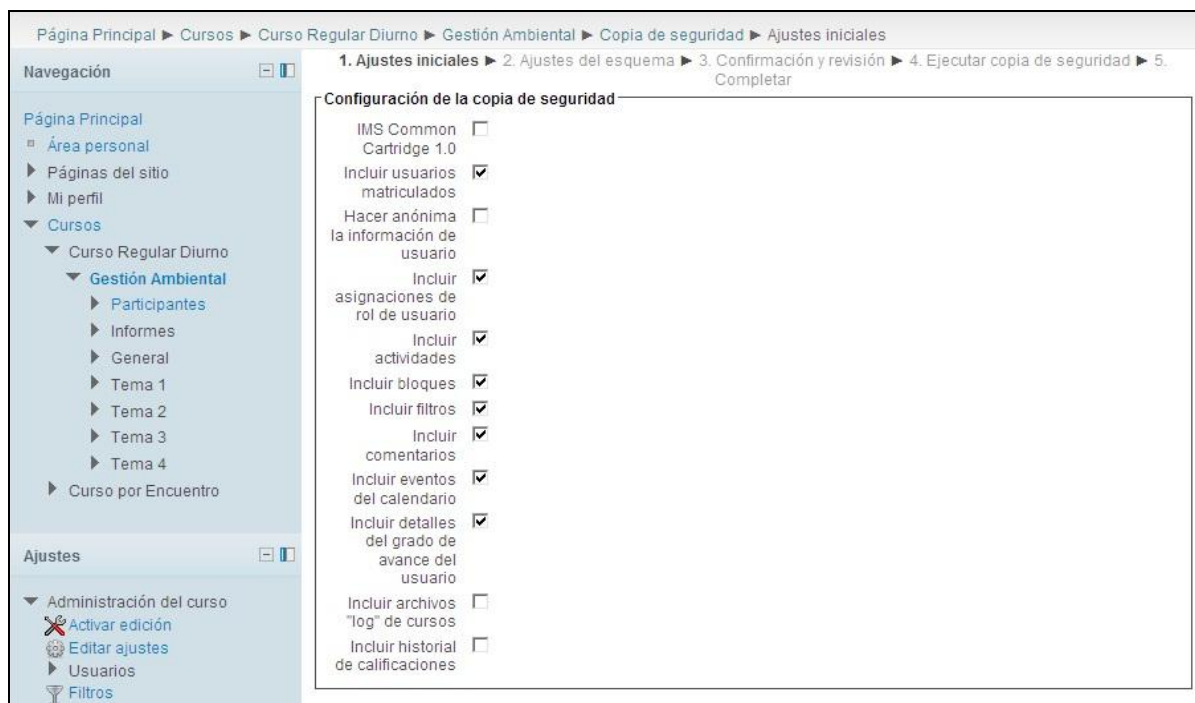 Página Principal ► Cursos ► Curso Regular Diurno ► Gestión Ambiental ► Copia de seguridad ► Ajustes iniciales
Navegación
Página Principal
Área personal
Páginas del sitio
Mi perfil
Cursos
Curso Regular Diurno
Gestión Ambiental
Participantes
Informes
General
Tema 1
Tema 2
Tema 3
Tema 4
Curso por Encuentro
Ajustes
Administración del curso
Activar edición
Editar ajustes
Usuarios
Filtros
1. Ajustes iniciales ► 2. Ajustes del esquema ► 3. Confirmación y revisión ► 4. Ejecutar copia de seguridad ► 5.
Completar
Configuración de la copia de seguridad
IMS Common
Cartridge 1.0
Incluir usuarios
matriculados
Hacer anónima
la información de
usuario
Incluir
asignaciones de
rol de usuario
Incluir
actividades
Incluir bloques
Incluir filtros
Incluir
comentarios
Incluir eventos
del calendario
Incluir detalles
del grado de
avance del
usuario
Incluir archivos
"log" de cursos
Incluir historial
de calificaciones